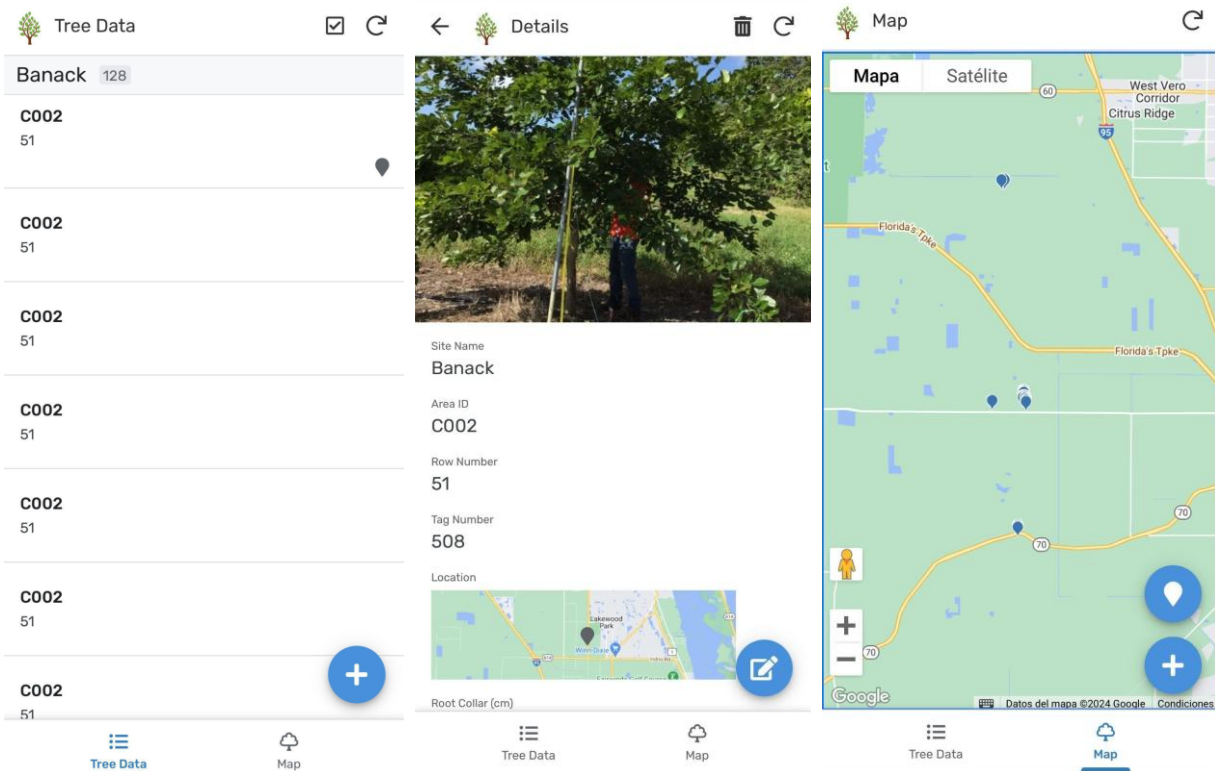 Tree Data
Banack 128
C002
51
C002
51
C002
51
C002
51
C002
51
C002
51
C002
51
Tree Data
Map
Details
Site Name
Banack
Area ID
C002
Row Number
51
Tag Number
508
Location
Lakewood
Park
Winn-Dixie
Root Collar (cm)
Tree Data
Map
Map
Mapa
Satélite
60
West Vero
Corridor
Citrus Ridge
95
Florida's Tpke
Florida's Tpke
70
70
70
Google
Datos del mapa ©2024 Google
Condiciones
Tree Data
Map